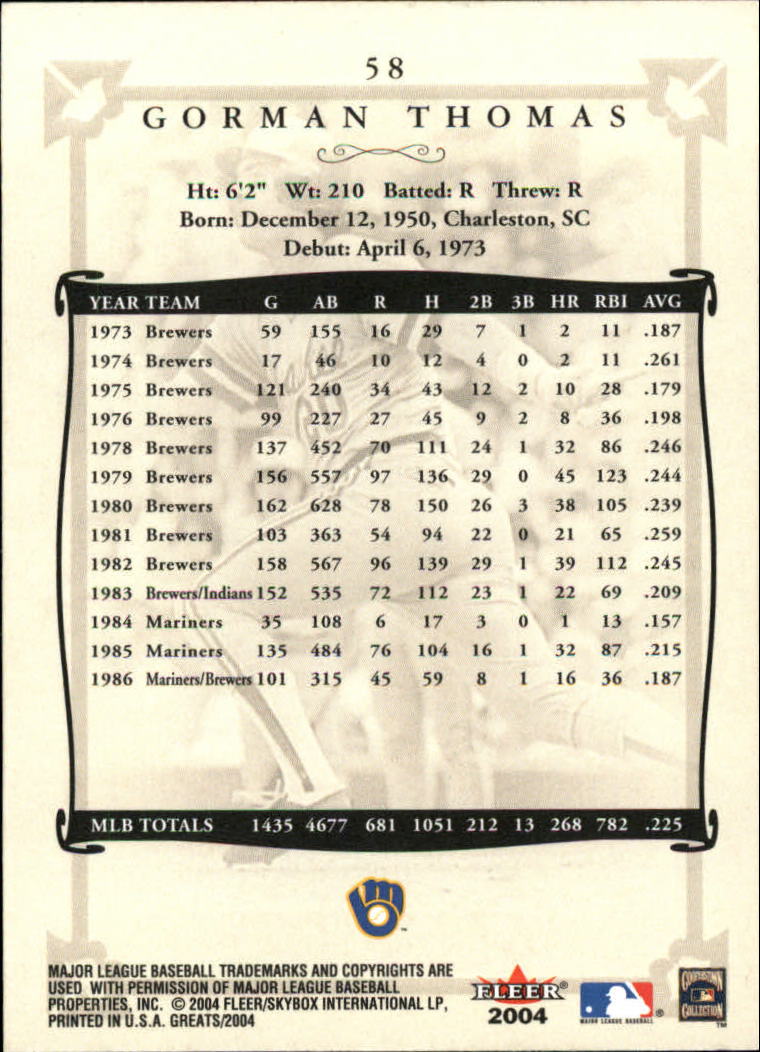 58
GORMAN THOMAS
Ht: 6'2" Wt: 210 Batted: R Threw: R
Born: December 12, 1950, Charleston, SC
Debut: April 6, 1973
YEAR TEAM G AB R H 2B 3B HR RBI AVG
1973 Brewers 59 155 16 29 7 1 2 11 .187
1974 Brewers 17 46 10 12 4 0 2 11 .261
1975 Brewers 121 240 34 43 12 2 10 28 .179
1976 Brewers 99 227 27 45 9 2 8 36 .198
1978 Brewers 137 452 70 111 24 1 32 86 .246
1979 Brewers 156 557 97 136 29 0 45 123 .244
1980 Brewers 162 628 78 150 26 3 38 105 .239
1981 Brewers 103 363 54 94 22 0 21 65 .259
1982 Brewers 158 567 96 139 29 1 39 112 .245
1983 Brewers/Indians 152 535 72 112 23 1 22 69 .209
1984 Mariners 35 108 6 17 3 0 1 13 .157
1985 Mariners 135 484 76 104 16 1 32 87 .215
1986 Mariners/Brewers 101 315 45 59 8 1 16 36 .187
MLB TOTALS 1435 4677 681 1051 212 13 268 782 .225
MAJOR LEAGUE BASEBALL TRADEMARKS AND COPYRIGHTS ARE
USED WITH PERMISSION OF MAJOR LEAGUE BASEBALL
PROPERTIES, INC. © 2004 FLEER/SKYBOX INTERNATIONAL LP,
PRINTED IN U.S.A. GREATS/2004
FLEER®
2004
MAJOR LEAGUE BASEBALL ®
COOPERSTOWN
COLLECTION
TM